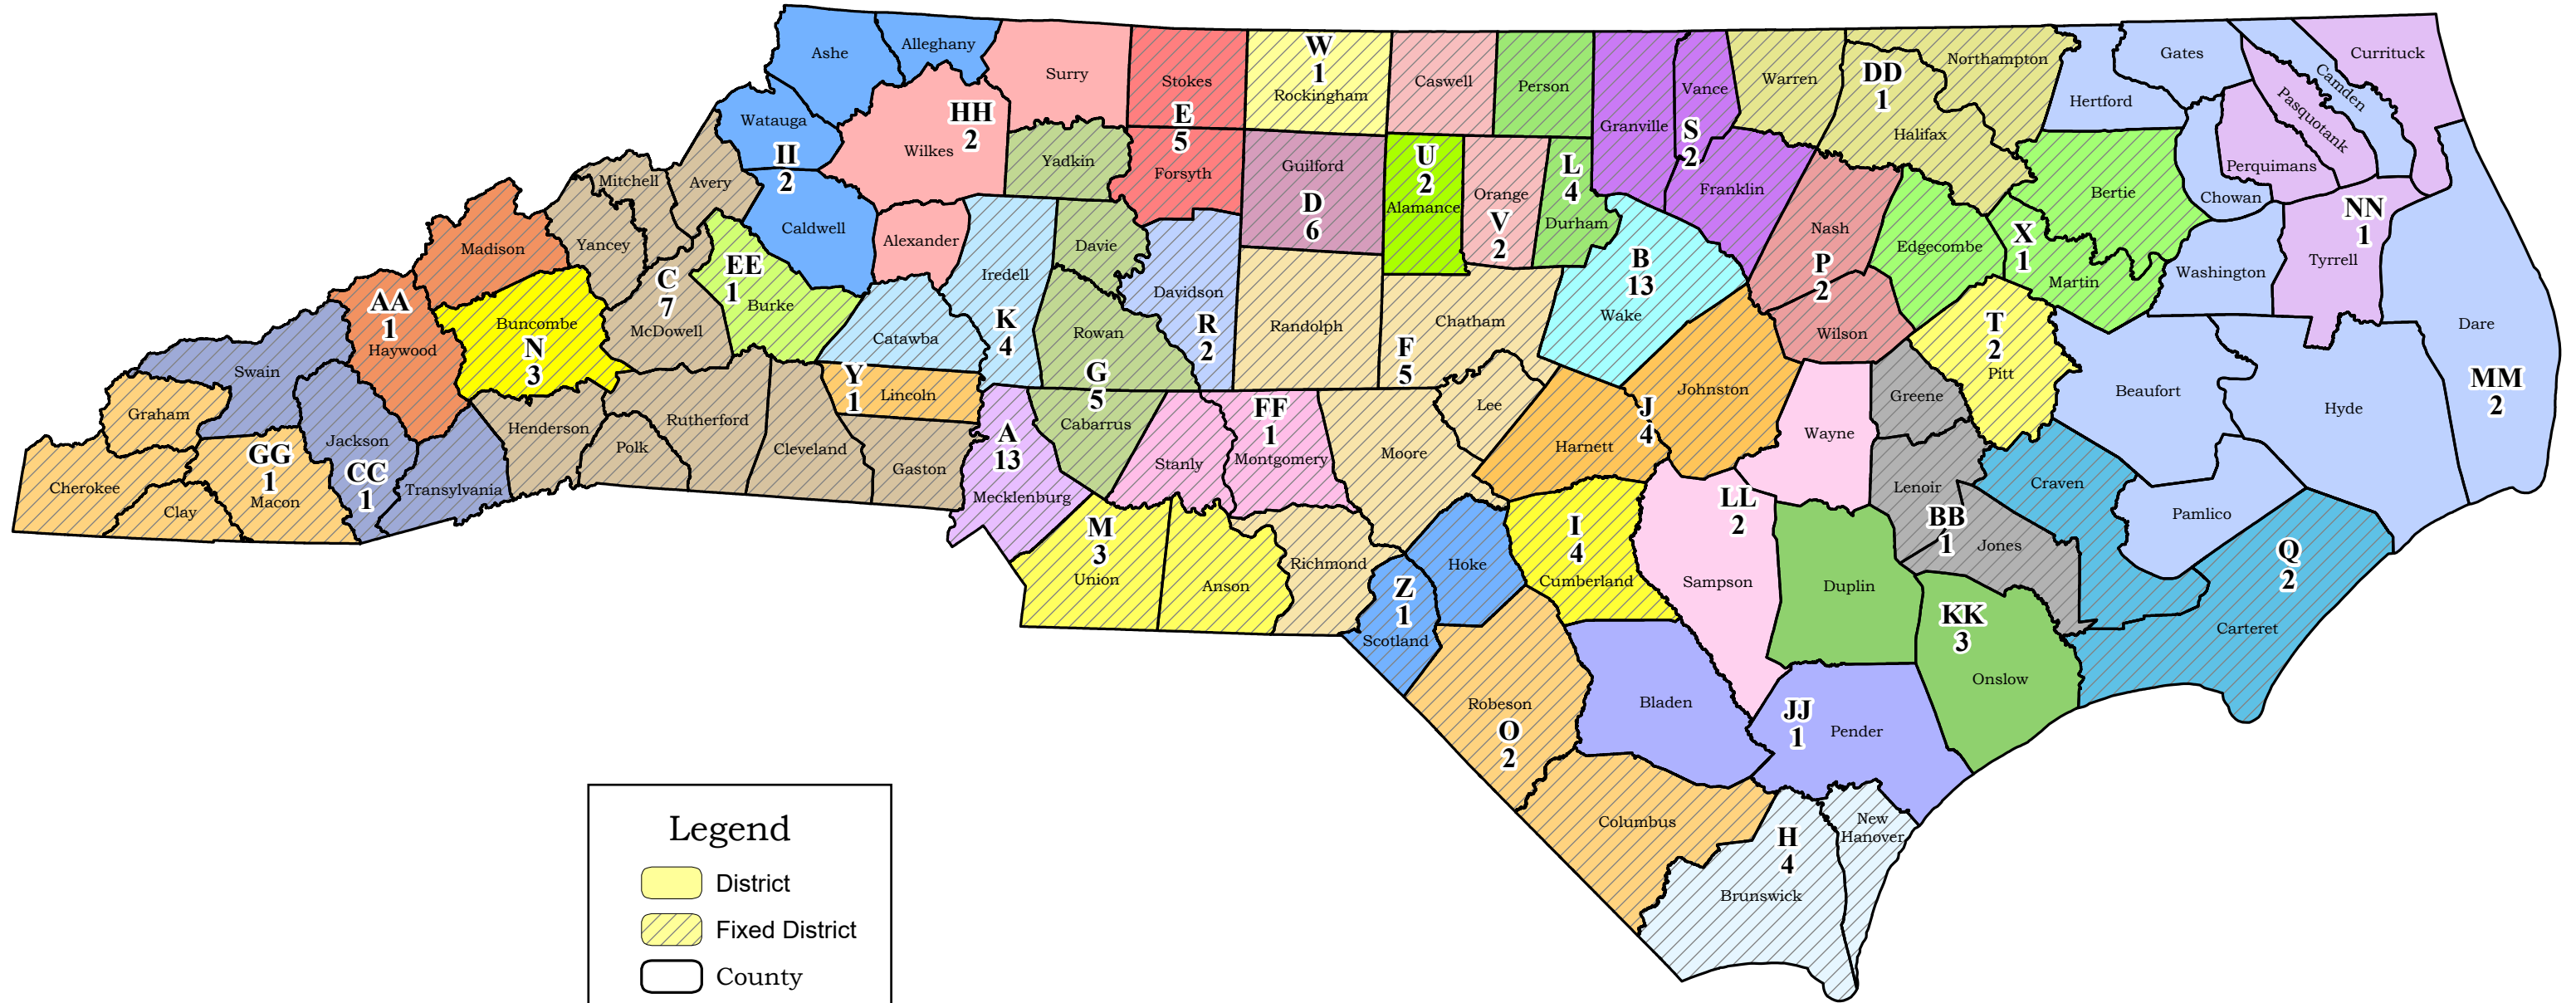 Ashe
Alleghany
Surry
Stokes
E
5
Forsyth
W
1
Rockingham
Caswell
Person
Granville
Vance
S
2
Franklin
Warren
DD
1
Halifax
Northampton
Hertford
Gates
Camden
Currituck
Pasquotank
Perquimans
Chowan
Bertie
Watauga
II
2
Caldwell
HH
2
Wilkes
Yadkin
Alexander
Iredell
K
4
Catawba
Davie
Rowan
G
5
Cabarrus
Davidson
R
2
Guilford
D
6
Randolph
U
2
Alamance
Orange
V
2
L
4
Durham
Chatham
F
5
Lee
Moore
Richmond
B
13
Wake
Nash
P
2
Wilson
Edgecombe
X
1
Martin
Washington
NN
1
Tyrrell
Dare
MM
2
Hyde
Beaufort
Pamlico
T
2
Pitt
Greene
Lenoir
BB
1
Jones
Craven
Q
2
Carteret
Mitchell
Avery
Yancey
C
7
McDowell
EE
1
Burke
Madison
AA
1
Haywood
Buncombe
N
3
Swain
Graham
Cherokee
Clay
GG
1
Macon
Jackson
CC
1
Transylvania
Henderson
Polk
Rutherford
Cleveland
Gaston
Y
1
Lincoln
A
13
Mecklenburg
Stanly
FF
1
Montgomery
M
3
Union
Anson
Johnston
J
4
Harnett
Wayne
LL
2
Sampson
I
4
Cumberland
Hoke
Z
1
Scotland
Robeson
O
2
Columbus
Bladen
Duplin
KK
3
Onslow
JJ
1
Pender
H
4
Brunswick
New
Hanover
Legend
District
Fixed District
County